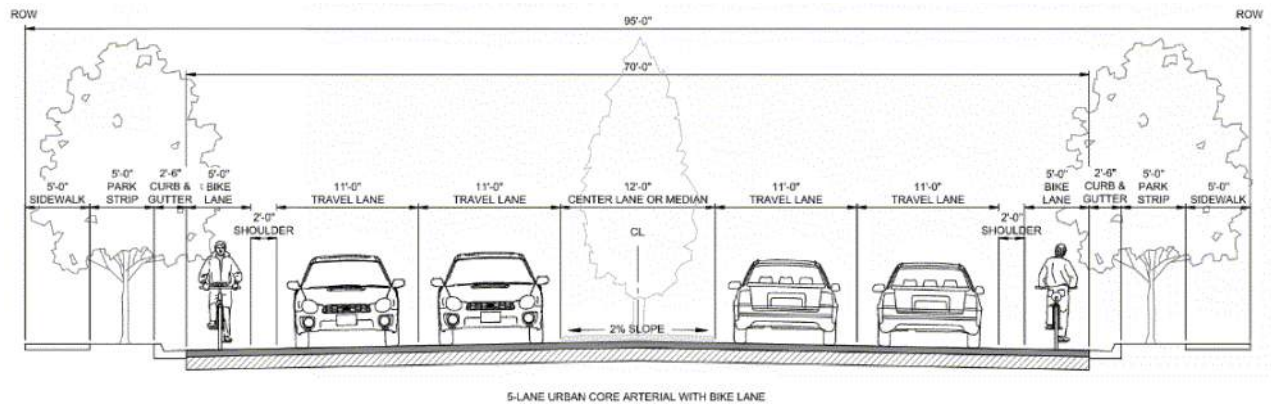 ROW
ROW
95'-0"
70'-0"
5'-0"
SIDEWALK
5'-0"
PARK
STRIP
2'-6"
CURB &
GUTTER
5'-0"
BIKE
LANE
2'-0"
SHOULDER
11'-0"
TRAVEL LANE
11'-0"
TRAVEL LANE
12'-0"
CENTER LANE OR MEDIAN
CL
2% SLOPE
11'-0"
TRAVEL LANE
11'-0"
TRAVEL LANE
2'-0"
SHOULDER
5'-0"
BIKE
LANE
2'-6"
CURB &
GUTTER
5'-0"
PARK
STRIP
5'-0"
SIDEWALK
5-LANE URBAN CORE ARTERIAL WITH BIKE LANE